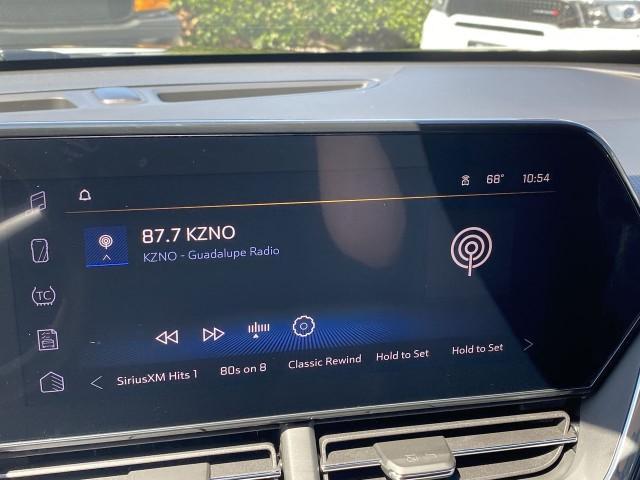 68° 10:54
87.7 KZNO
KZNO - Guadalupe Radio
TC
SiriusXM Hits 1 80s on 8 Classic Rewind Hold to Set Hold to Set